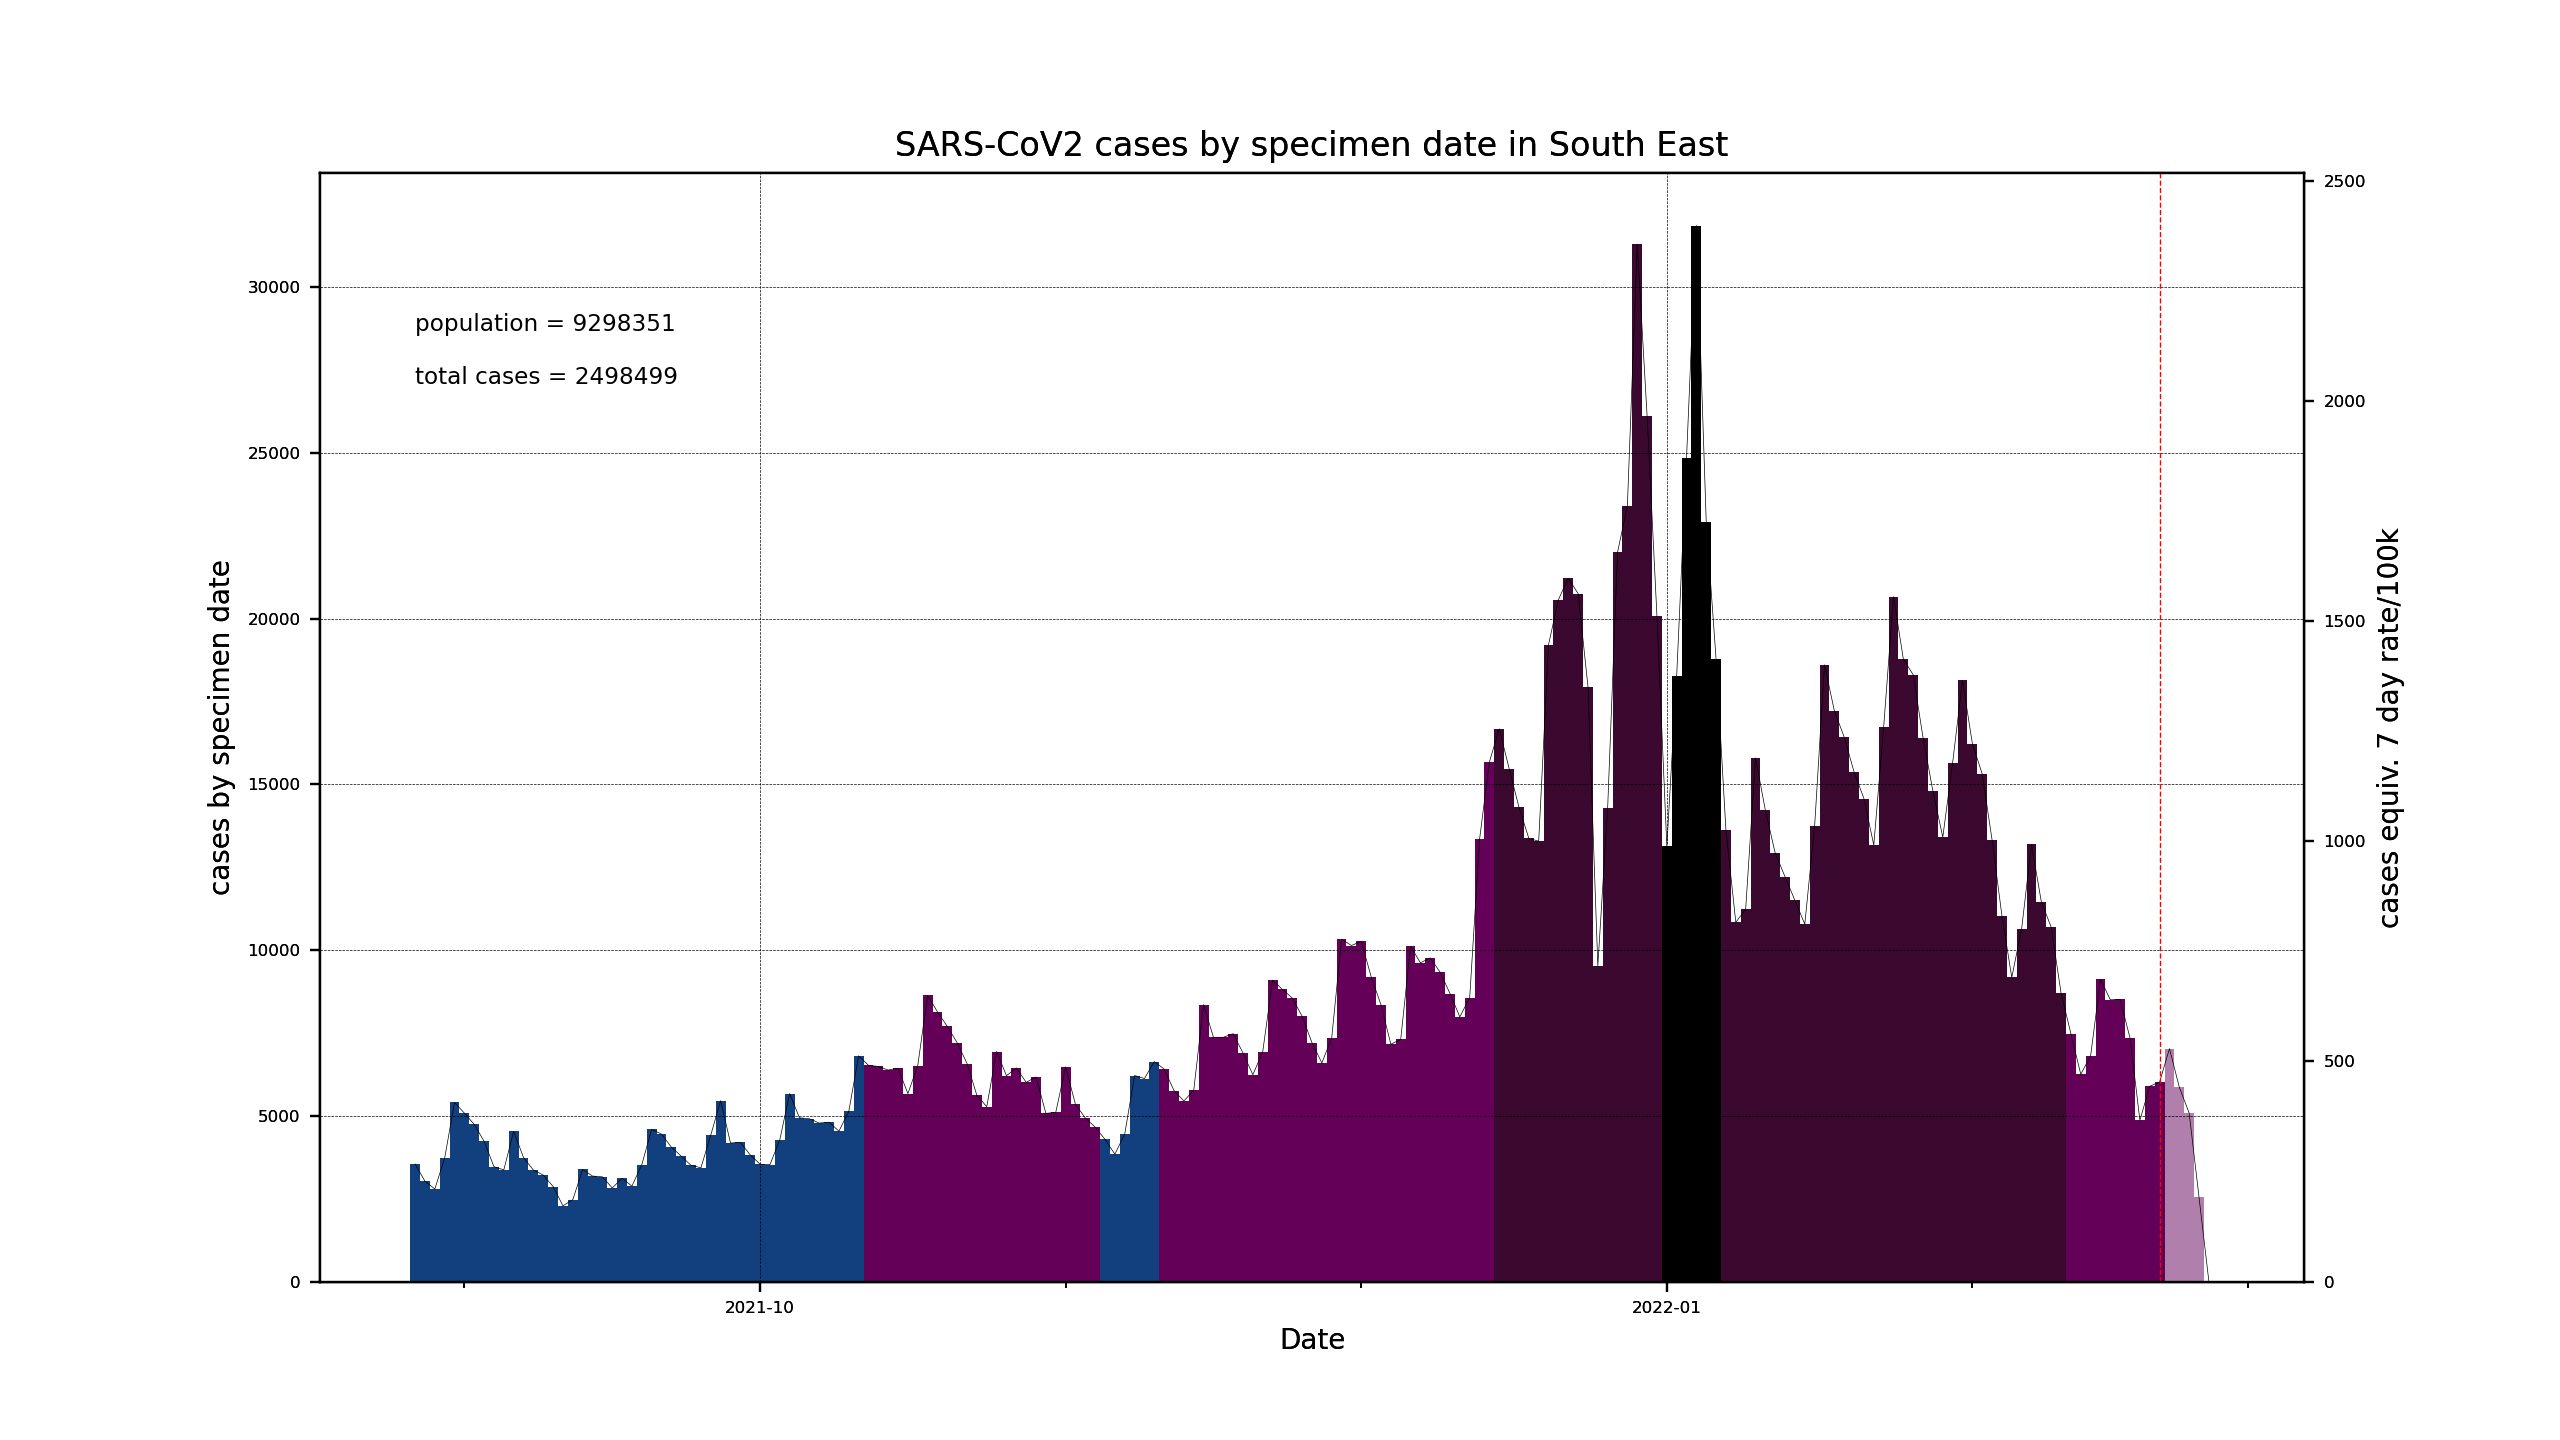 SARS-CoV2 cases by specimen date in South East
population = 9298351
total cases = 2498499
cases by specimen date
30000
25000
20000
15000
10000
5000
0
2500
2000
1500
1000
500
0
cases equiv. 7 day rate/100k
2021-10
2022-01
Date